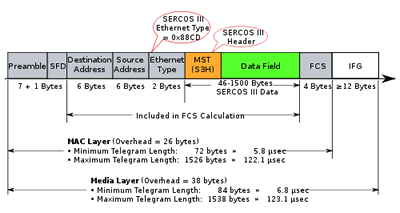 SERCOS III
Ethernet Type
= 0x88CD
SERCOS III
Header
Preamble
SFD
Destination
Address
Source
Address
Ethernet
Type
MST
(S3H)
Data Field
FCS
IFG
7 + 1 Bytes
6 Bytes
6 Bytes
2 Bytes
46-1500 Bytes
SERCOS III Data
4 Bytes
≥12 Bytes
Included in FCS Calculation
MAC Layer (Overhead = 26 bytes)
• Minimum Telegram Length: 72 bytes » 5.8 µsec
• Maximum Telegram Length: 1526 bytes » 122.1 µsec
Media Layer (Overhead = 38 bytes)
• Minimum Telegram Length: 84 bytes » 6.8 µsec
• Maximum Telegram Length: 1538 bytes » 123.1 µsec